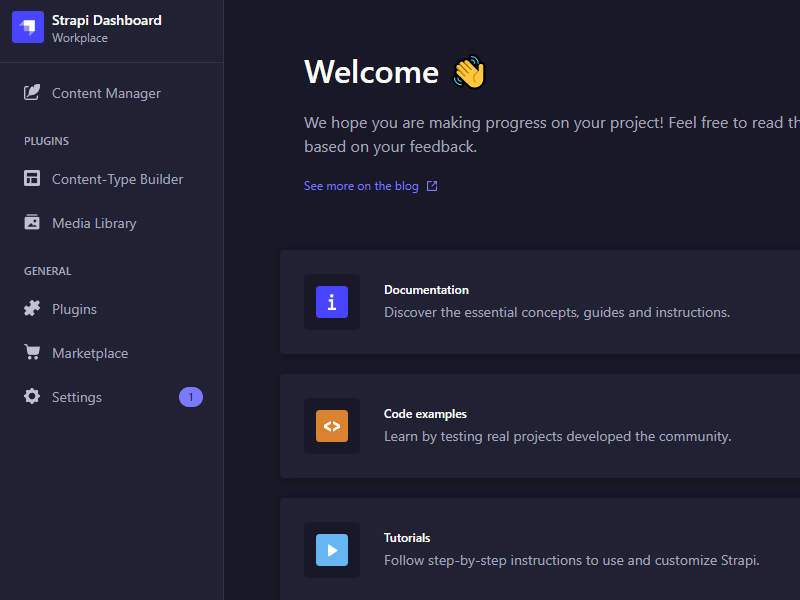 Strapi Dashboard
Workplace
Content Manager
PLUGINS
Content-Type Builder
Media Library
GENERAL
Plugins
Marketplace
Settings
1
Welcome 👋
We hope you are making progress on your project! Feel free to read
based on your feedback.
See more on the blog
Documentation
Discover the essential concepts, guides and instructions.
Code examples
Learn by testing real projects developed the community.
Tutorials
Follow step-by-step instructions to use and customize Strapi.